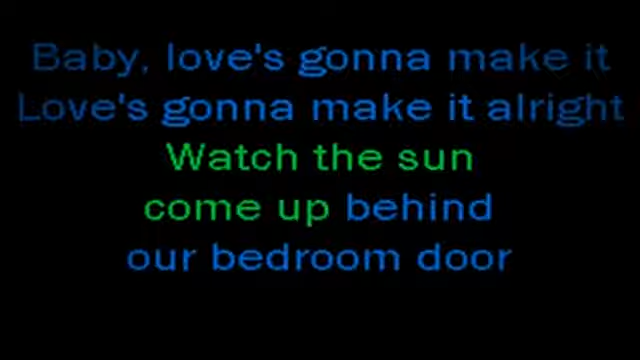 Baby, love's gonna make it
Love's gonna make it alright
Watch the sun
come up behind
our bedroom door